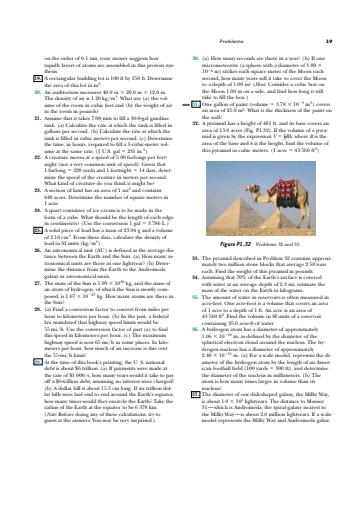 Problems 19
on the order of 0.1 nm, your answer suggests how
rapidly layers of atoms are assembled in this protein syn-
thesis.
19. A rectangular building lot is 100 ft by 150 ft. Determine
the area of this lot in m².
20. An auditorium measures 40.0 m × 20.0 m × 12.0 m.
The density of air is 1.20 kg/m³. What are (a) the vol-
ume of the room in cubic feet and (b) the weight of air
in the room in pounds?
21. Assume that it takes 7.00 min to fill a 30.0-gal gasoline
tank. (a) Calculate the rate at which the tank is filled in
gallons per second. (b) Calculate the rate at which the
tank is filled in cubic meters per second. (c) Determine
the time, in hours, required to fill a 1-cubic-meter vol-
ume at the same rate. (1 U.S. gal = 231 in.³)
22. A creature moves at a speed of 5.00 furlongs per fort-
night (not a very common unit of speed). Given that
1 furlong = 220 yards and 1 fortnight = 14 days, deter-
mine the speed of the creature in meters per second.
What kind of creature do you think it might be?
23. A section of land has an area of 1 mi² and contains
640 acres. Determine the number of square meters in
1 acre.
24. A quart container of ice cream is to be made in the
form of a cube. What should be the length of each edge
in centimeters? (Use the conversion 1 gal = 3.786 L.)
25. A solid piece of lead has a mass of 23.94 g and a volume
of 2.10 cm³. From these data, calculate the density of
lead in SI units (kg/m³).
26. An astronomical unit (AU) is defined as the average dis-
tance between the Earth and the Sun. (a) How many as-
tronomical units are there in one lightyear? (b) Deter-
mine the distance from the Earth to the Andromeda
galaxy in astronomical units.
27. The mass of the Sun is 1.99 × 10³⁰ kg, and the mass of
an atom of hydrogen, of which the Sun is mostly com-
posed, is 1.67 × 10⁻²⁷ kg. How many atoms are there in
the Sun?
28. (a) Find a conversion factor to convert from miles per
hour to kilometers per hour. (b) In the past, a federal
law mandated that highway speed limits would be
55 mi/h. Use the conversion factor of part (a) to find
this speed in kilometers per hour. (c) The maximum
highway speed is now 65 mi/h in some places. In kilo-
meters per hour, how much of an increase is this over
the 55-mi/h limit?
29. At the time of this book's printing, the U. S. national
debt is about $6 trillion. (a) If payments were made at
the rate of $1 000/s, how many years would it take to pay
off a $6-trillion debt, assuming no interest were charged?
(b) A dollar bill is about 15.5 cm long. If six trillion dol-
lar bills were laid end to end around the Earth's equator,
how many times would they encircle the Earth? Take the
radius of the Earth at the equator to be 6 378 km.
(Note: Before doing any of these calculations, try to
guess at the answers. You may be very surprised.)
30. (a) How many seconds are there in a year? (b) If one
micrometeorite (a sphere with a diameter of 1.00 ×
10⁻⁶ m) strikes each square meter of the Moon each
second, how many years will it take to cover the Moon
to a depth of 1.00 m? (Hint: Consider a cubic box on
the Moon 1.00 m on a side, and find how long it will
take to fill the box.)
31. One gallon of paint (volume = 3.78 × 10⁻³ m³) covers
an area of 25.0 m². What is the thickness of the paint on
the wall?
32. A pyramid has a height of 481 ft, and its base covers an
area of 13.0 acres (Fig. P1.32). If the volume of a pyra-
mid is given by the expression V = ⅓Bh, where B is the
area of the base and h is the height, find the volume of
this pyramid in cubic meters. (1 acre = 43 560 ft²)
Figure P1.32 Problems 32 and 33.
33. The pyramid described in Problem 32 contains approxi-
mately two million stone blocks that average 2.50 tons
each. Find the weight of this pyramid in pounds.
34. Assuming that 70% of the Earth's surface is covered
with water at an average depth of 2.3 mi, estimate the
mass of the water on the Earth in kilograms.
35. The amount of water in reservoirs is often measured in
acre-feet. One acre-foot is a volume that covers an area
of 1 acre to a depth of 1 ft. An acre is an area of
43 560 ft². Find the volume in SI units of a reservoir
containing 25.0 acre-ft of water.
36. A hydrogen atom has a diameter of approximately
1.06 × 10⁻¹⁰ m, as defined by the diameter of the
spherical electron cloud around the nucleus. The hy-
drogen nucleus has a diameter of approximately
2.40 × 10⁻¹⁵ m. (a) For a scale model, represent the di-
ameter of the hydrogen atom by the length of an Amer-
ican football field (100 yards = 300 ft), and determine
the diameter of the nucleus in millimeters. (b) The
atom is how many times larger in volume than its
nucleus?
37. The diameter of our disk-shaped galaxy, the Milky Way,
is about 1.0 × 10⁵ lightyears. The distance to Messier
31—which is Andromeda, the spiral galaxy nearest to
the Milky Way—is about 2.0 million lightyears. If a scale
model represents the Milky Way and Andromeda galax-